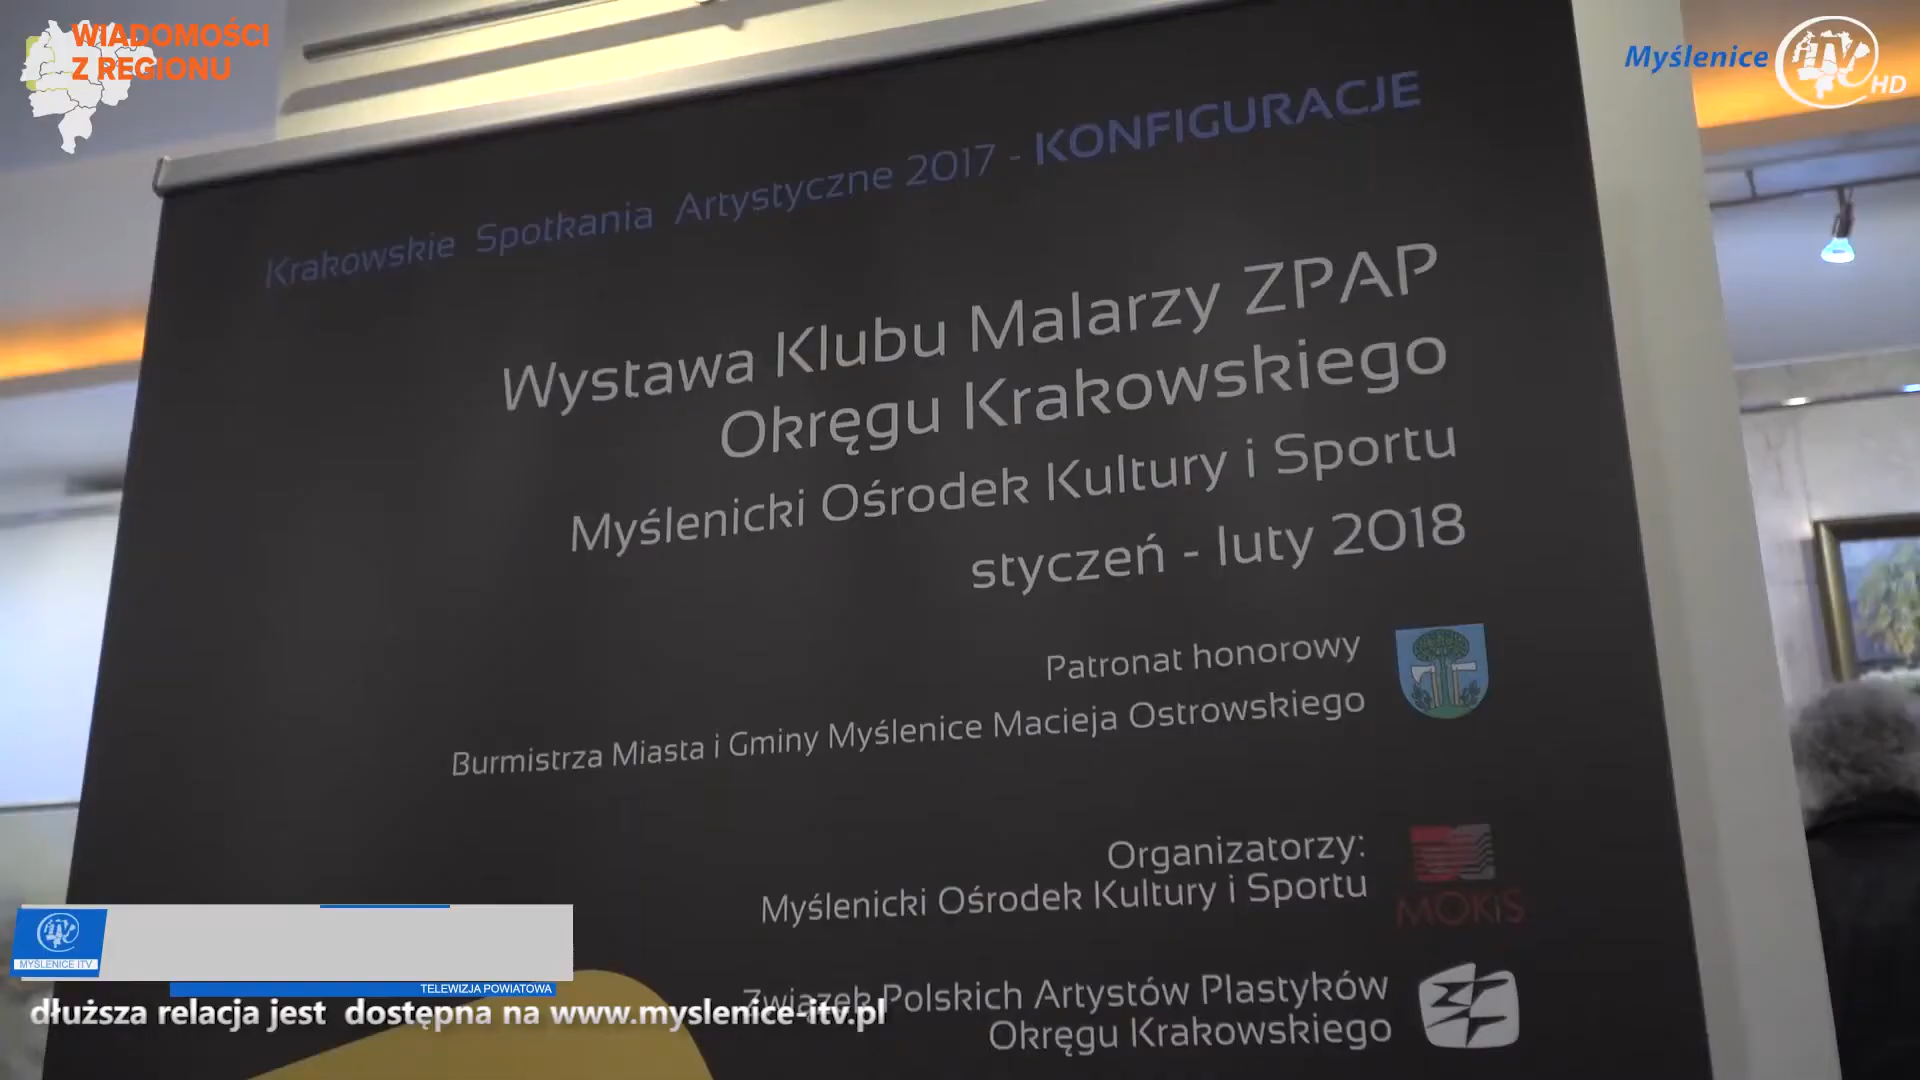 WIADOMOŚCI
Z REGIONU
Myślenice itv HD
Krakowskie Spotkania Artystyczne 2017 - KONFIGURACJE
Wystawa Klubu Malarzy ZPAP
Okręgu Krakowskiego
Myślenicki Ośrodek Kultury i Sportu
styczeń - luty 2018
Patronat honorowy
Burmistrza Miasta i Gminy Myślenice Macieja Ostrowskiego
Organizatorzy:
Myślenicki Ośrodek Kultury i Sportu
MOKiS
Związek Polskich Artystów Plastyków
Okręgu Krakowskiego
itv
MYŚLENICE ITV
TELEWIZJA POWIATOWA
dłuższa relacja jest dostępna na www.myslenice-itv.pl